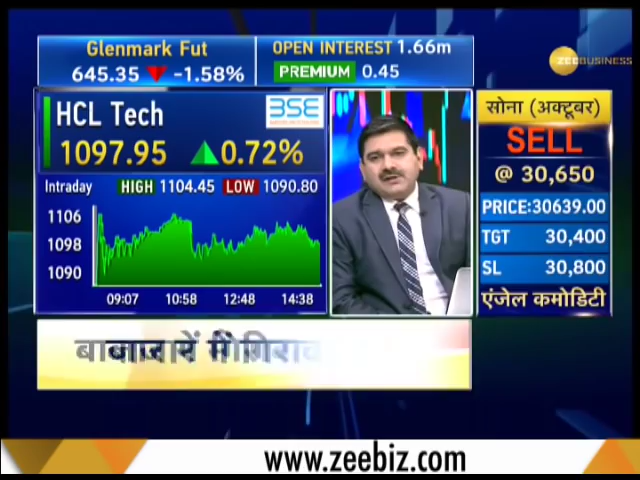 Glenmark Fut
645.35 -1.58%
OPEN INTEREST 1.66m
PREMIUM 0.45
ZEEBUSINESS
HCL Tech
BSE
1097.95 0.72%
Intraday HIGH 1104.45 LOW 1090.80
1106
1098
1090
09:07 10:58 12:48 14:38
सोना (अक्टूबर)
SELL
@ 30,650
PRICE:30639.00
TGT 30,400
SL 30,800
एंजेल कमोडिटी
www.zeebiz.com